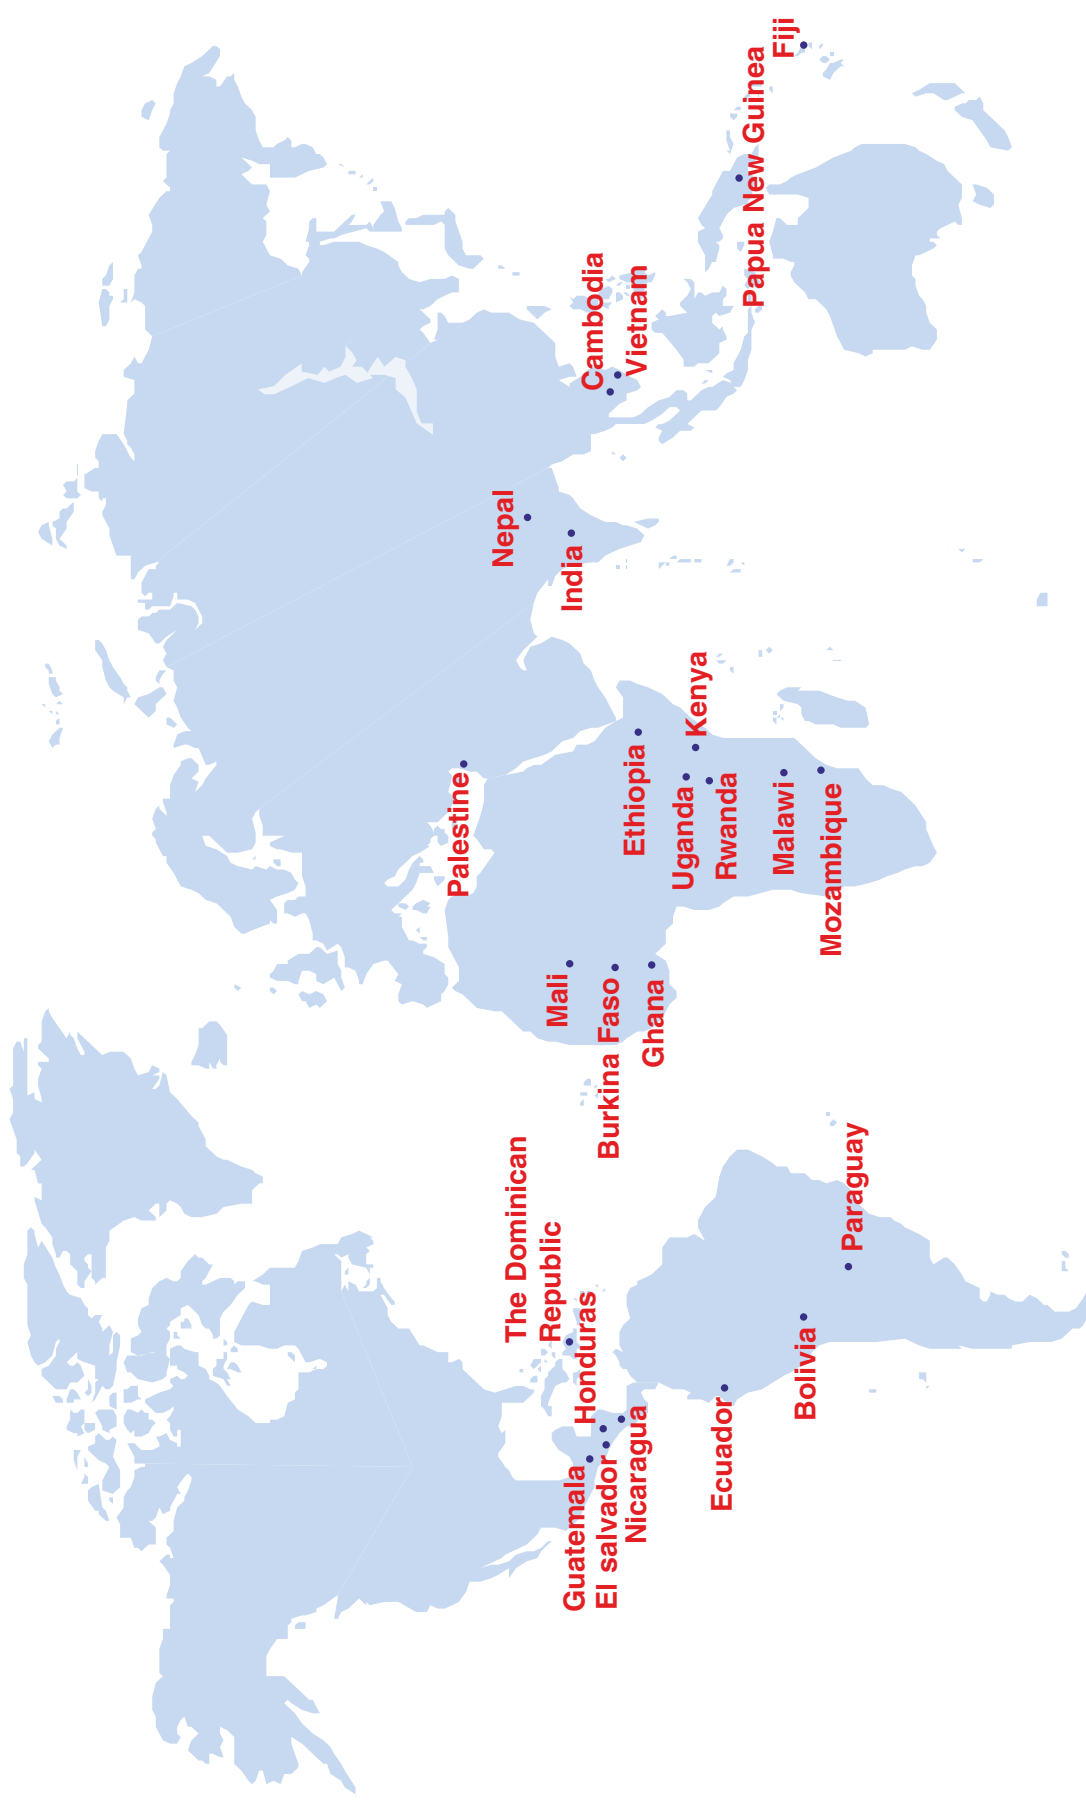 The Dominican
Republic
Honduras
Guatemala
El salvador
Nicaragua
Ecuador
Bolivia
Paraguay
Palestine
Mali
Burkina Faso
Ghana
Ethiopia
Uganda
Kenya
Rwanda
Malawi
Mozambique
Nepal
India
Cambodia
Vietnam
Papua New Guinea
Fiji